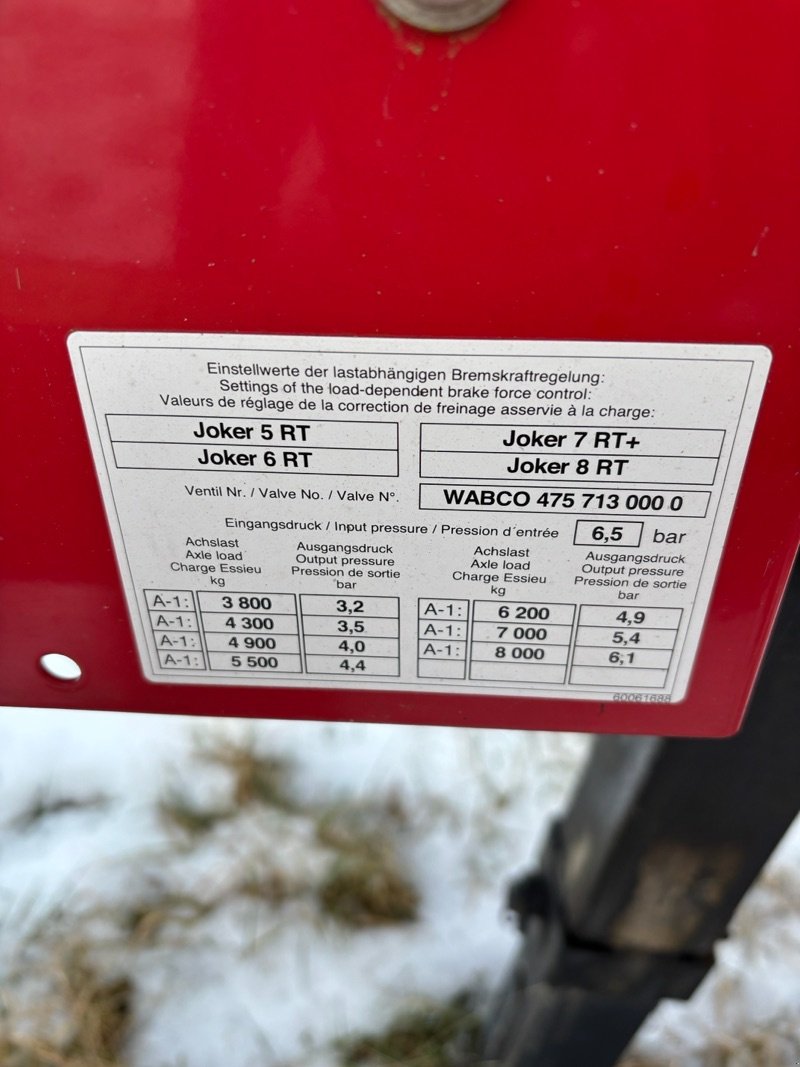 Einstellwerte der lastabhängigen Bremskraftregelung:
Settings of the load-dependent brake force control:
Valeurs de réglage de la correction de freinage asservie à la charge:
Joker 5 RT Joker 7 RT+
Joker 6 RT Joker 8 RT
Ventil Nr. / Valve No. / Valve N°. WABCO 475 713 000 0
Eingangsdruck / Input pressure / Pression d´entrée 6,5 bar
Achslast Ausgangsdruck Achslast Ausgangsdruck
Axle load Output pressure Axle load Output pressure
Charge Essieu Pression de sortie Charge Essieu Pression de sortie
kg bar kg bar
A-1: 3 800 3,2 A-1: 6 200 4,9
A-1: 4 300 3,5 A-1: 7 000 5,4
A-1: 4 900 4,0 A-1: 8 000 6,1
A-1: 5 500 4,4
60061688